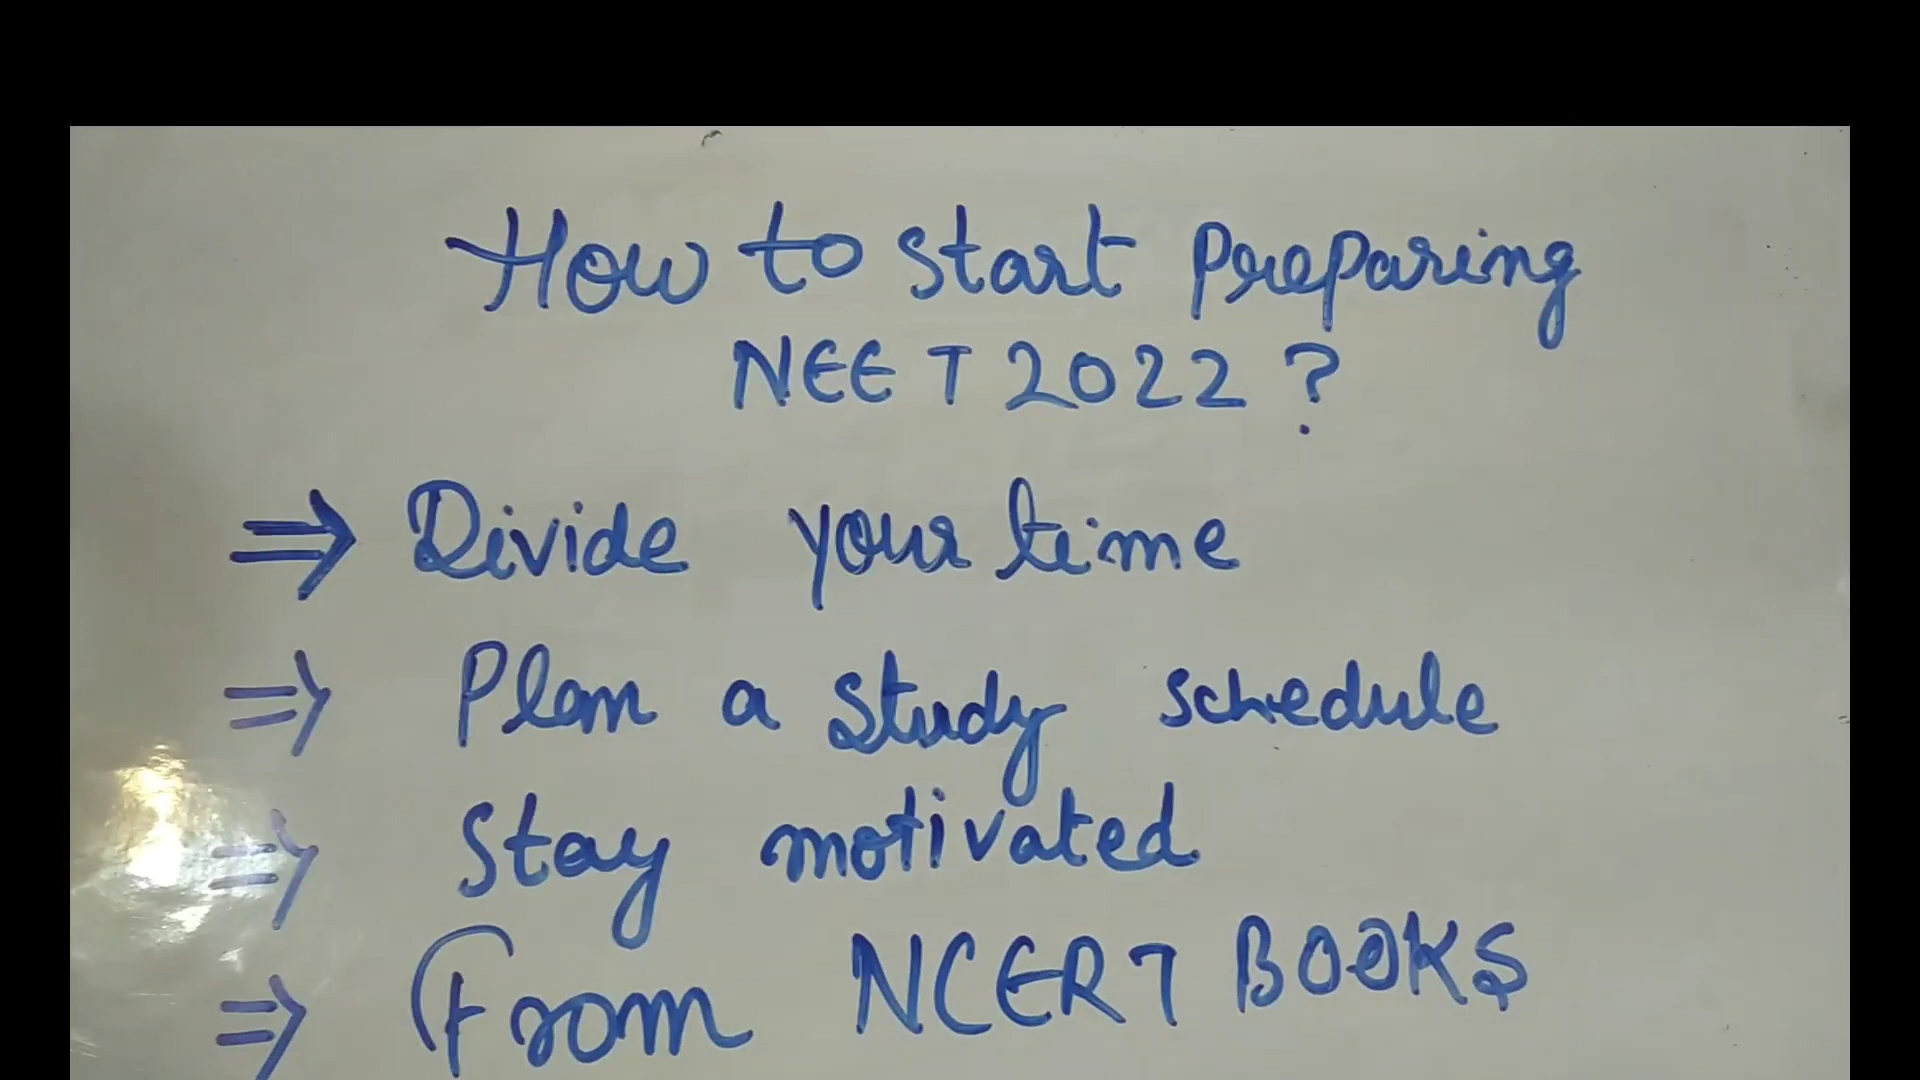 How to start preparing
NEET 2022?
⇒ Divide your time
⇒ Plan a study schedule
⇒ Stay motivated
⇒ From NCERT BOOKS